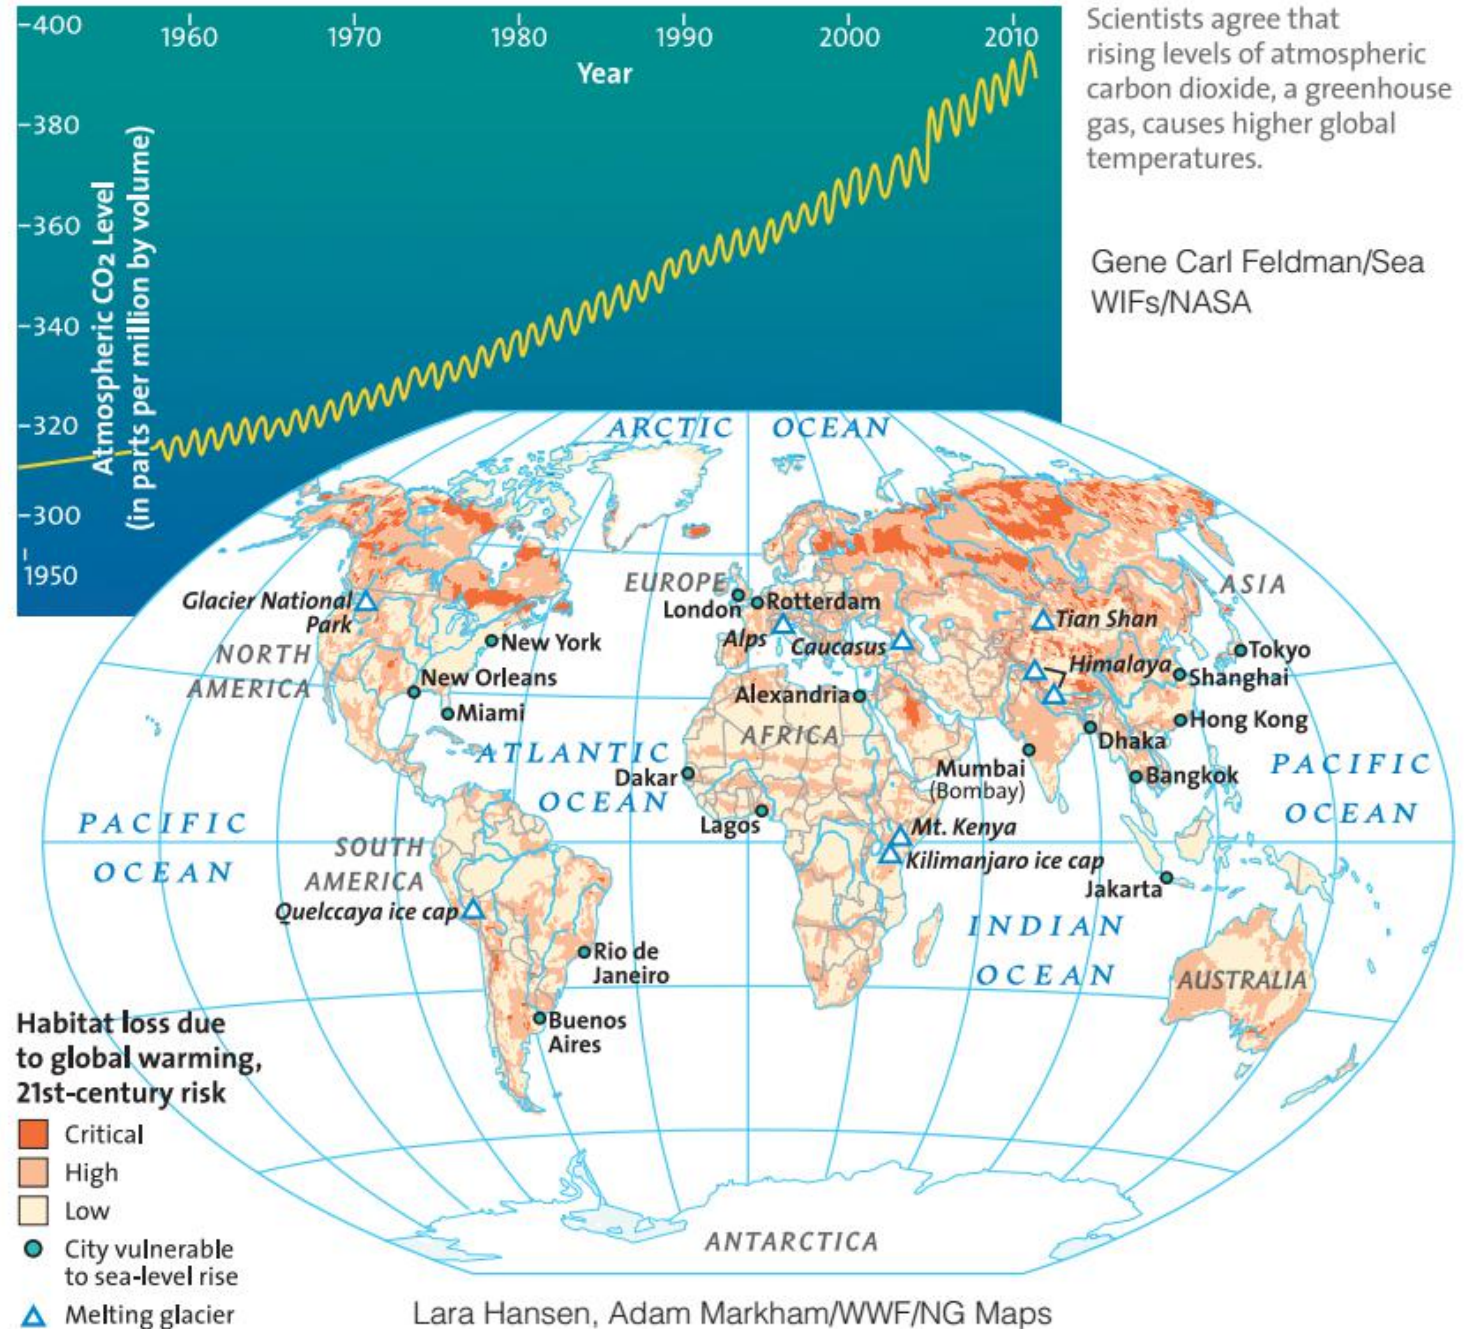 400
1960 1970 1980 1990 2000 2010
Year
380
360
340
320
300
1950
Atmospheric CO2 Level
(in parts per million by volume)
Scientists agree that
rising levels of atmospheric
carbon dioxide, a greenhouse
gas, causes higher global
temperatures.
Gene Carl Feldman/Sea
WIFs/NASA
ARCTIC OCEAN
EUROPE
ASIA
London
Rotterdam
Glacier National
Park
Alps
Caucasus
Tian Shan
New York
Tokyo
NORTH
AMERICA
Himalaya
Shanghai
New Orleans
Alexandria
Miami
Hong Kong
AFRICA
Dhaka
ATLANTIC
OCEAN
Dakar
Mumbai
(Bombay)
Bangkok
PACIFIC
OCEAN
Lagos
PACIFIC
OCEAN
Mt. Kenya
Kilimanjaro ice cap
SOUTH
AMERICA
Jakarta
Quelccaya ice cap
INDIAN
OCEAN
Rio de
Janeiro
AUSTRALIA
Buenos
Aires
Habitat loss due
to global warming,
21st-century risk
Critical
High
Low
City vulnerable
to sea-level rise
Melting glacier
ANTARCTICA
Lara Hansen, Adam Markham/WWF/NG Maps